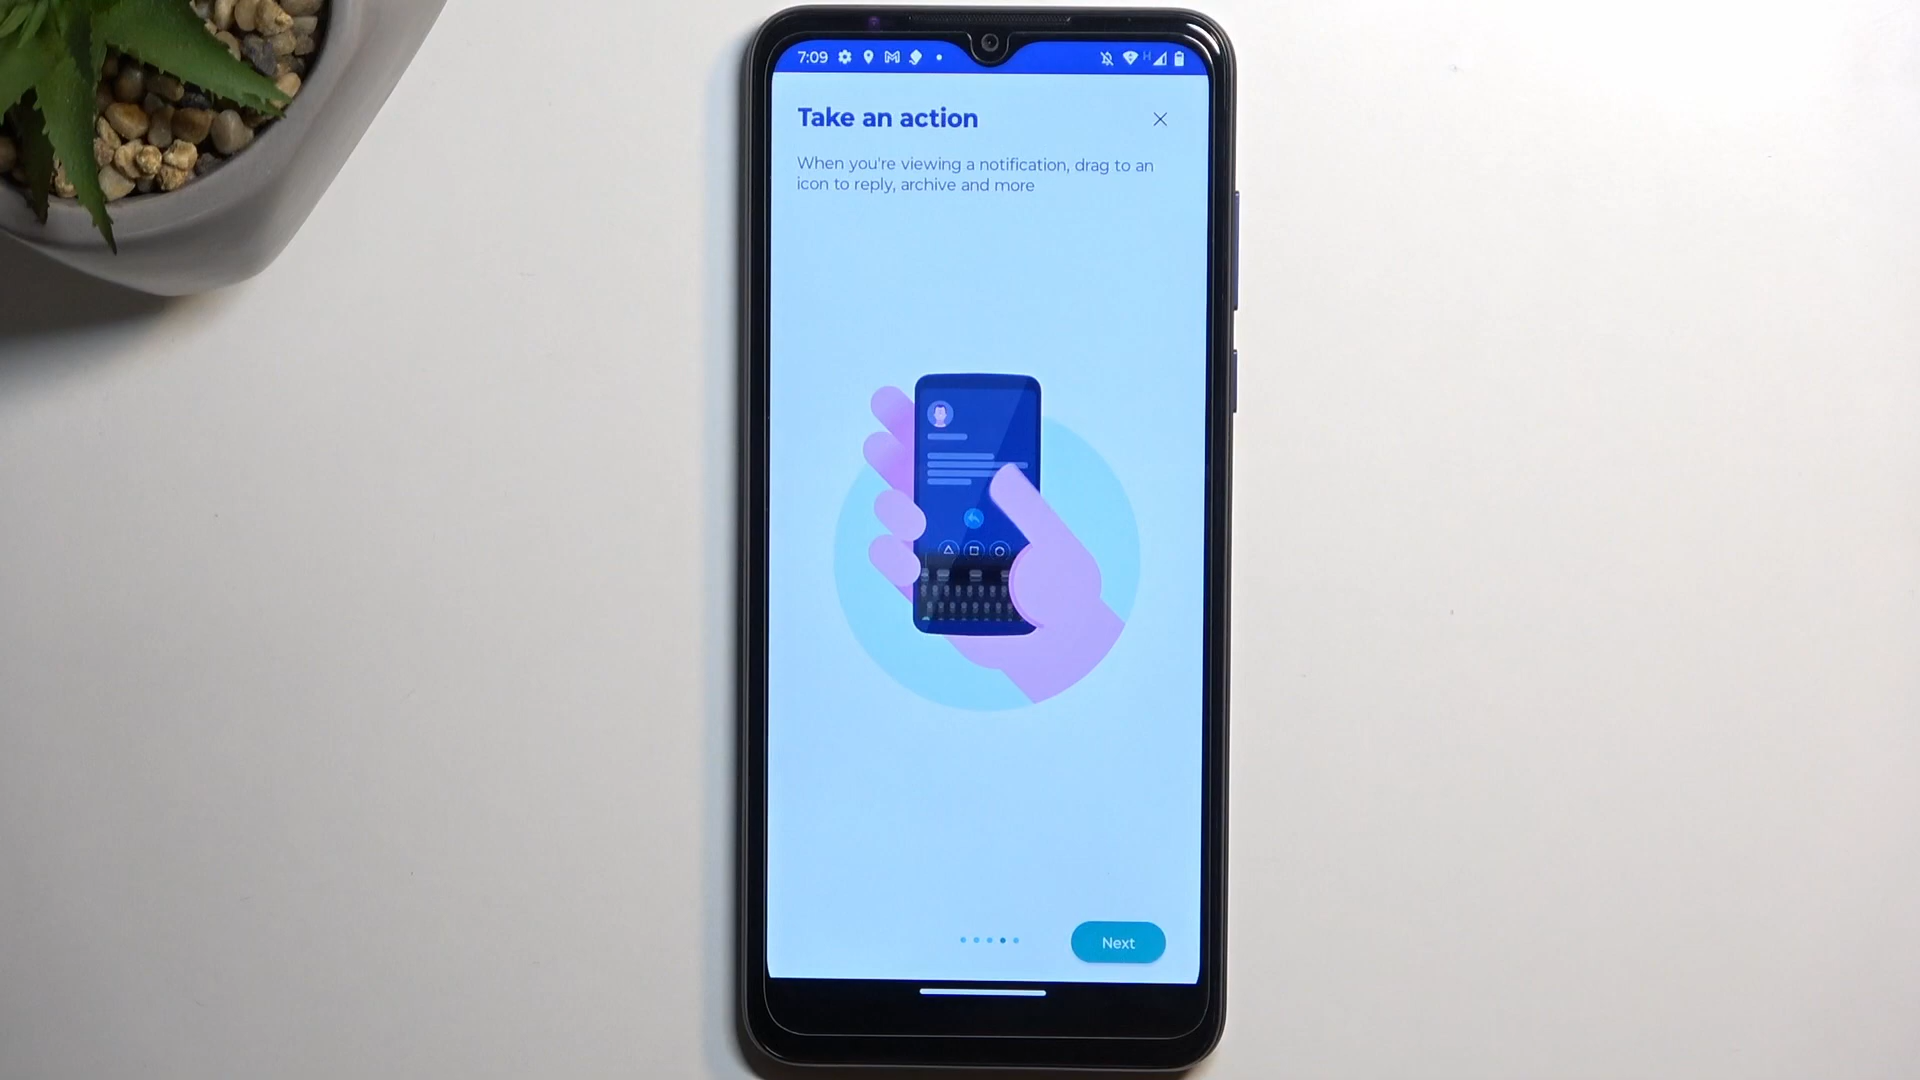 7:09
H
Take an action
When you're viewing a notification, drag to an
icon to reply, archive and more
Next